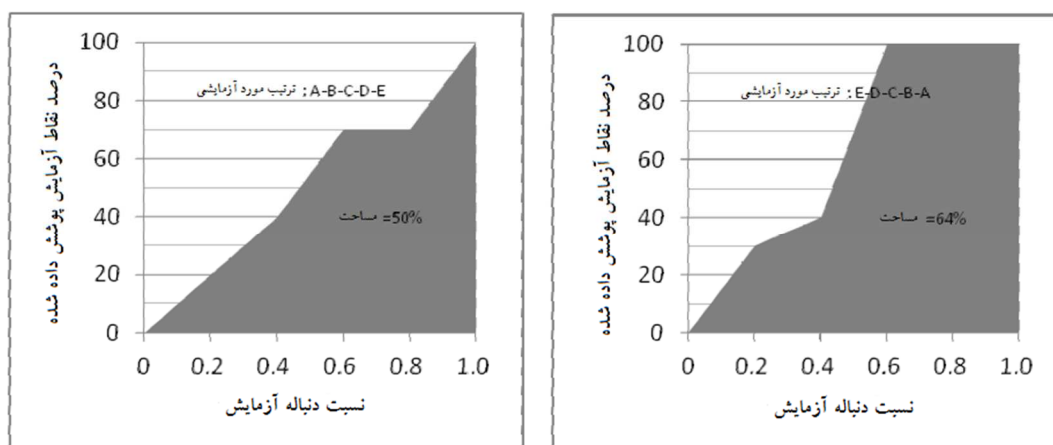 درصد نقاط آزمایش پوشش داده شده
100
80
60
40
20
0
ترتیب مورد آزمایشی : A-B-C-D-E
مساحت =50%
0 0.2 0.4 0.6 0.8 1.0
نسبت دنباله آزمایش
درصد نقاط آزمایش پوشش داده شده
100
80
60
40
20
0
ترتیب مورد آزمایشی : E-D-C-B-A
مساحت =64%
0 0.2 0.4 0.6 0.8 1.0
نسبت دنباله آزمایش